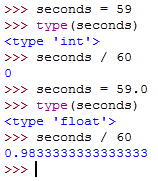 >>> seconds = 59
>>> type(seconds)
<type 'int'>
>>> seconds / 60
0
>>> seconds = 59.0
>>> type(seconds)
<type 'float'>
>>> seconds / 60
0.9833333333333333
>>>